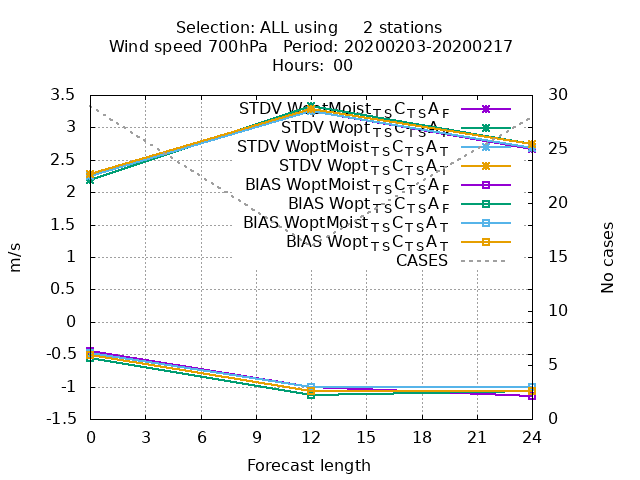 Selection: ALL using 2 stations
Wind speed 700hPa Period: 20200203-20200217
Hours: 00
3.5
3
2.5
2
1.5
1
0.5
0
-0.5
-1
-1.5
m/s
STDV WoptMoist_TS C_TS A_F
STDV Wopt_TS C_TS A_F
STDV WoptMoist_TS C_TS A_T
STDV Wopt_TS C_TS A_T
BIAS WoptMoist_TS C_TS A_F
BIAS Wopt_TS C_TS A_F
BIAS WoptMoist_TS C_TS A_T
BIAS Wopt_TS C_TS A_T
CASES
30
25
20
15
10
5
0
No cases
0 3 6 9 12 15 18 21 24
Forecast length